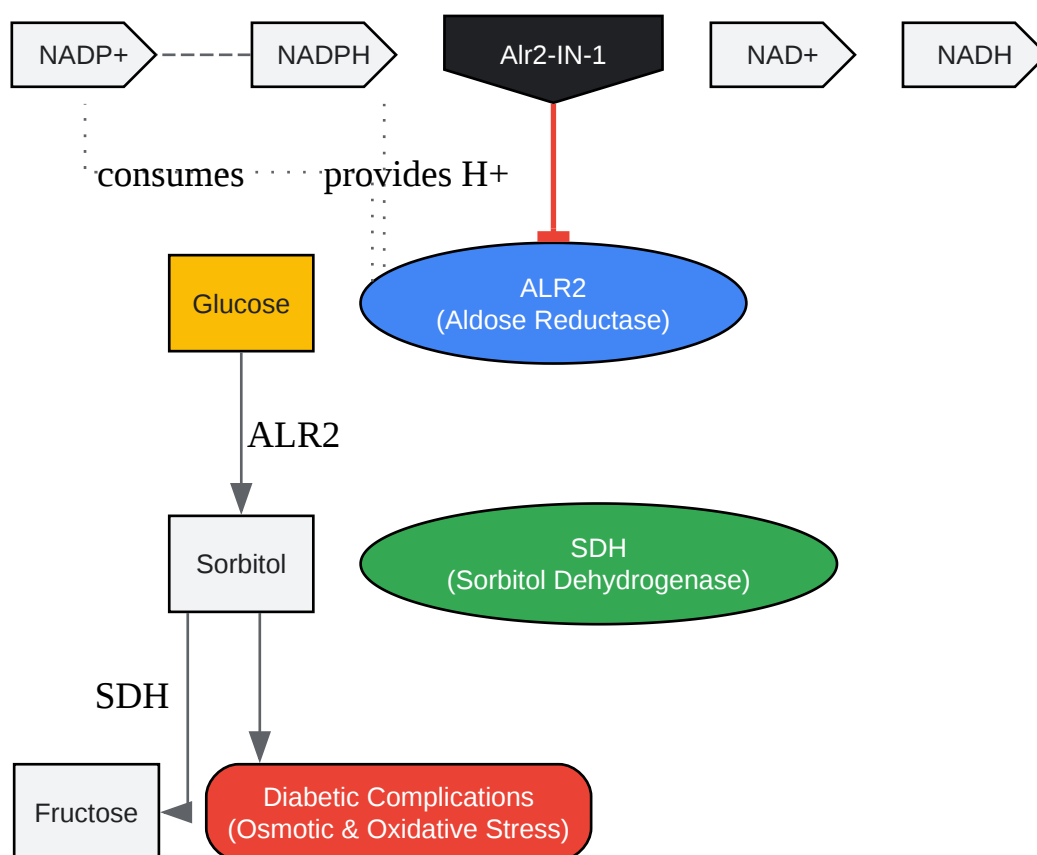 NADP+
NADPH
Alr2-IN-1
NAD+
NADH
consumes
provides H+
Glucose
ALR2
(Aldose Reductase)
ALR2
Sorbitol
SDH
(Sorbitol Dehydrogenase)
SDH
Fructose
Diabetic Complications
(Osmotic & Oxidative Stress)